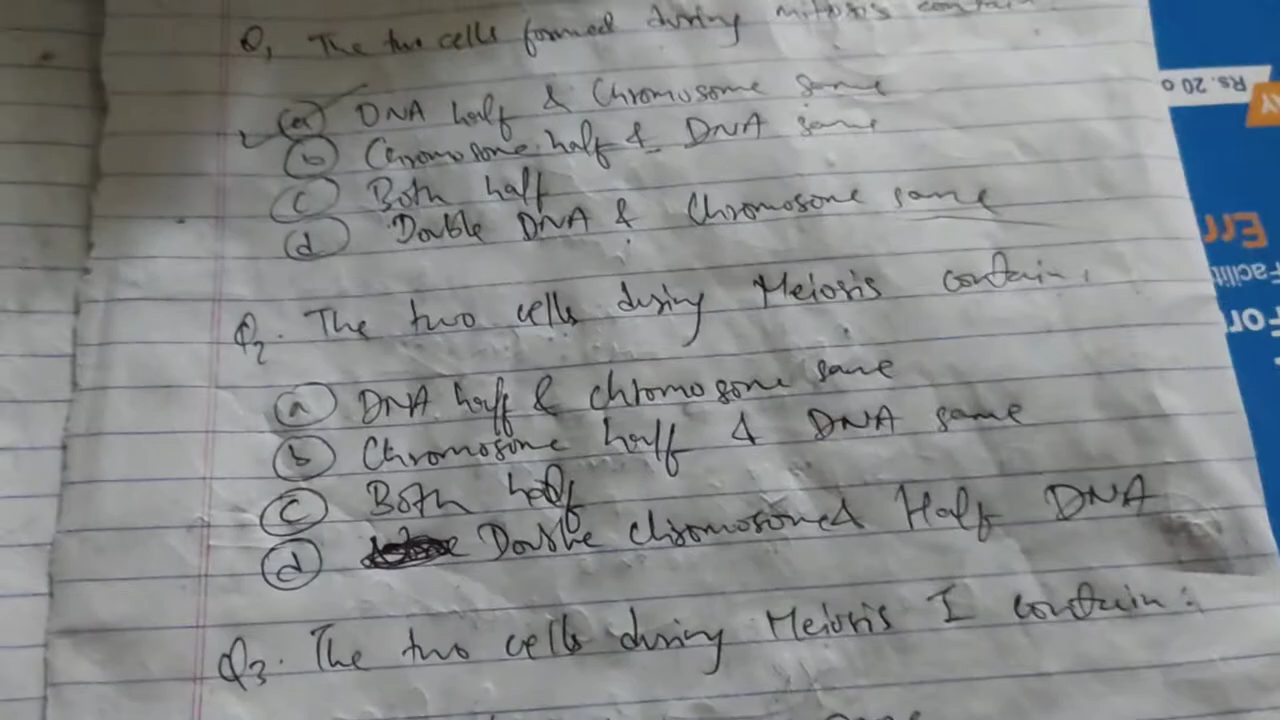 Q1 The two cells formed during mitosis contain
(a) DNA half & Chromosome same
(b) Chromosome half & DNA same
(c) Both half
(d) Double DNA & Chromosome same
Q2. The two cells during Meiosis contain.
(a) DNA half & chromosome same
(b) Chromosome half & DNA same
(c) Both half
(d) Double chromosome & Half DNA
Q3. The two cells during Meiosis I contain:
Rs. 20